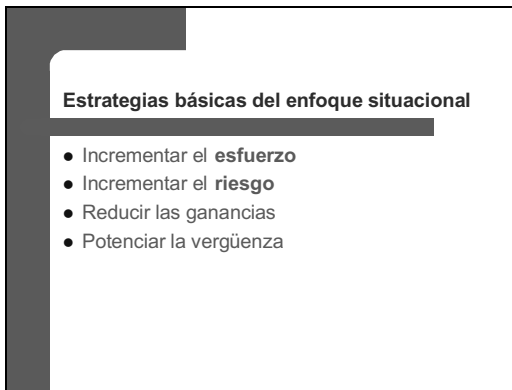 Estrategias básicas del enfoque situacional
● Incrementar el esfuerzo
● Incrementar el riesgo
● Reducir las ganancias
● Potenciar la vergüenza